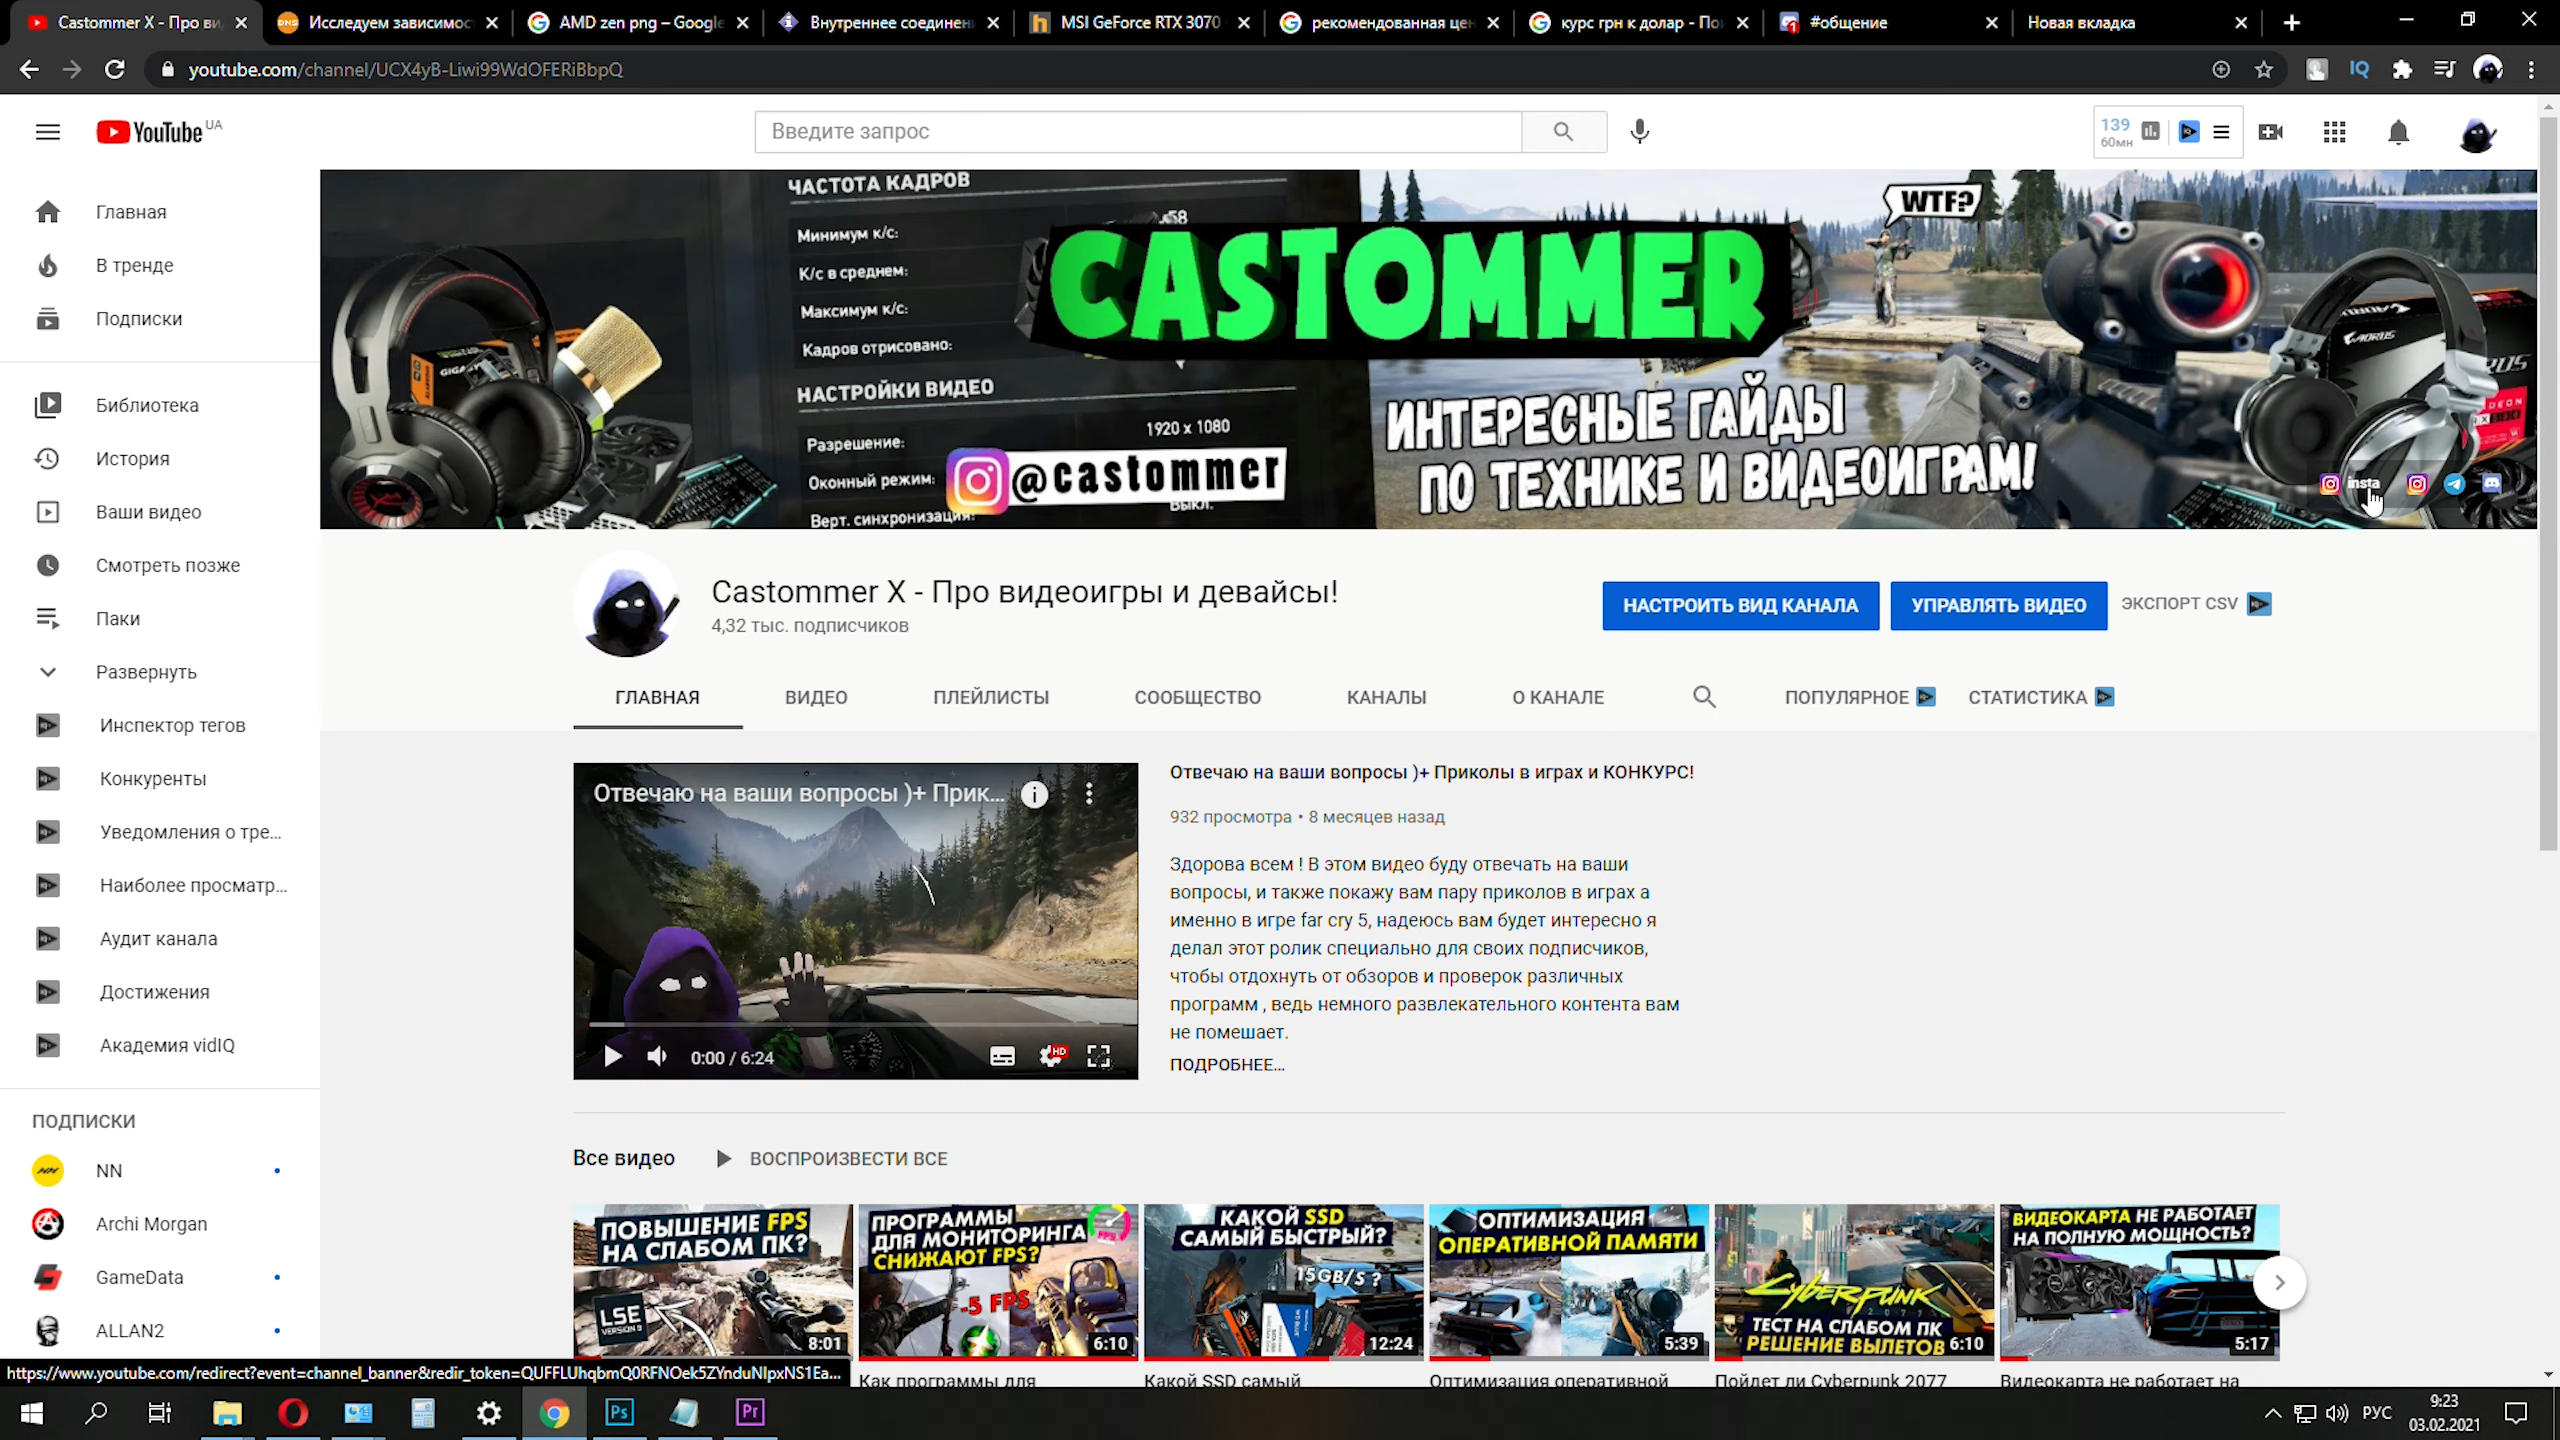 Castommer X - Про ви
Исследуем зависимос
AMD zen png – Google
Внутреннее соединен
MSI GeForce RTX 3070
рекомендованная цен
курс грн к долар - Пои
#общение
Новая вкладка
youtube.com/channel/UCX4yB-Liwi99WdOFERiBbpQ
YouTube UA
Введите запрос
139
60мн
Главная
В тренде
Подписки
Библиотека
История
Ваши видео
Смотреть позже
Паки
Развернуть
Инспектор тегов
Конкуренты
Уведомления о тре...
Наиболее просматр...
Аудит канала
Достижения
Академия vidIQ
ПОДПИСКИ
NN
Archi Morgan
GameData
ALLAN2
ЧАСТОТА КАДРОВ
Минимум к/с:
58
К/с в среднем:
Максимум к/с:
Кадров отрисовано:
НАСТРОЙКИ ВИДЕО
Разрешение:
1920 x 1080
Оконный режим:
Верт. синхронизация:
ВЫКЛ.
CASTOMMER
@castommer
WTF?
ИНТЕРЕСНЫЕ ГАЙДЫ
ПО ТЕХНИКЕ И ВИДЕОИГРАМ!
AORUS
insta
Castommer X - Про видеоигры и девайсы!
4,32 тыс. подписчиков
НАСТРОИТЬ ВИД КАНАЛА
УПРАВЛЯТЬ ВИДЕО
ЭКСПОРТ CSV
ГЛАВНАЯ
ВИДЕО
ПЛЕЙЛИСТЫ
СООБЩЕСТВО
КАНАЛЫ
О КАНАЛЕ
ПОПУЛЯРНОЕ
СТАТИСТИКА
Отвечаю на ваши вопросы )+ Прик...
0:00 / 6:24
HD
Отвечаю на ваши вопросы )+ Приколы в играх и КОНКУРС!
932 просмотра • 8 месяцев назад
Здорова всем ! В этом видео буду отвечать на ваши
вопросы, и также покажу вам пару приколов в играх а
именно в игре far cry 5, надеюсь вам будет интересно я
делал этот ролик специально для своих подписчиков,
чтобы отдохнуть от обзоров и проверок различных
программ , ведь немного развлекательного контента вам
не помешает.
ПОДРОБНЕЕ...
Все видео
ВОСПРОИЗВЕСТИ ВСЕ
ПОВЫШЕНИЕ FPS
НА СЛАБОМ ПК?
LSE
VERSION 9
8:01
ПРОГРАММЫ
ДЛЯ МОНИТОРИНГА
СНИЖАЮТ FPS?
-5 FPS
6:10
КАКОЙ SSD
САМЫЙ БЫСТРЫЙ?
15GB/S ?
12:24
ОПТИМИЗАЦИЯ
ОПЕРАТИВНОЙ ПАМЯТИ
5:39
CYBERPUNK
2077
ТЕСТ НА СЛАБОМ ПК
РЕШЕНИЕ ВЫЛЕТОВ
6:10
ВИДЕОКАРТА НЕ РАБОТАЕТ
НА ПОЛНУЮ МОЩНОСТЬ?
5:17
Как программы для
Какой SSD самый
Оптимизация оперативной
Пойдет ли Cyberpunk 2077
Видеокарта не работает на
https://www.youtube.com/redirect?event=channel_banner&redir_token=QUFFLUhqbmQ0RFNOek5ZYnduNlpxNS1Ea...
Ps
Pr
РУС
9:23
03.02.2021